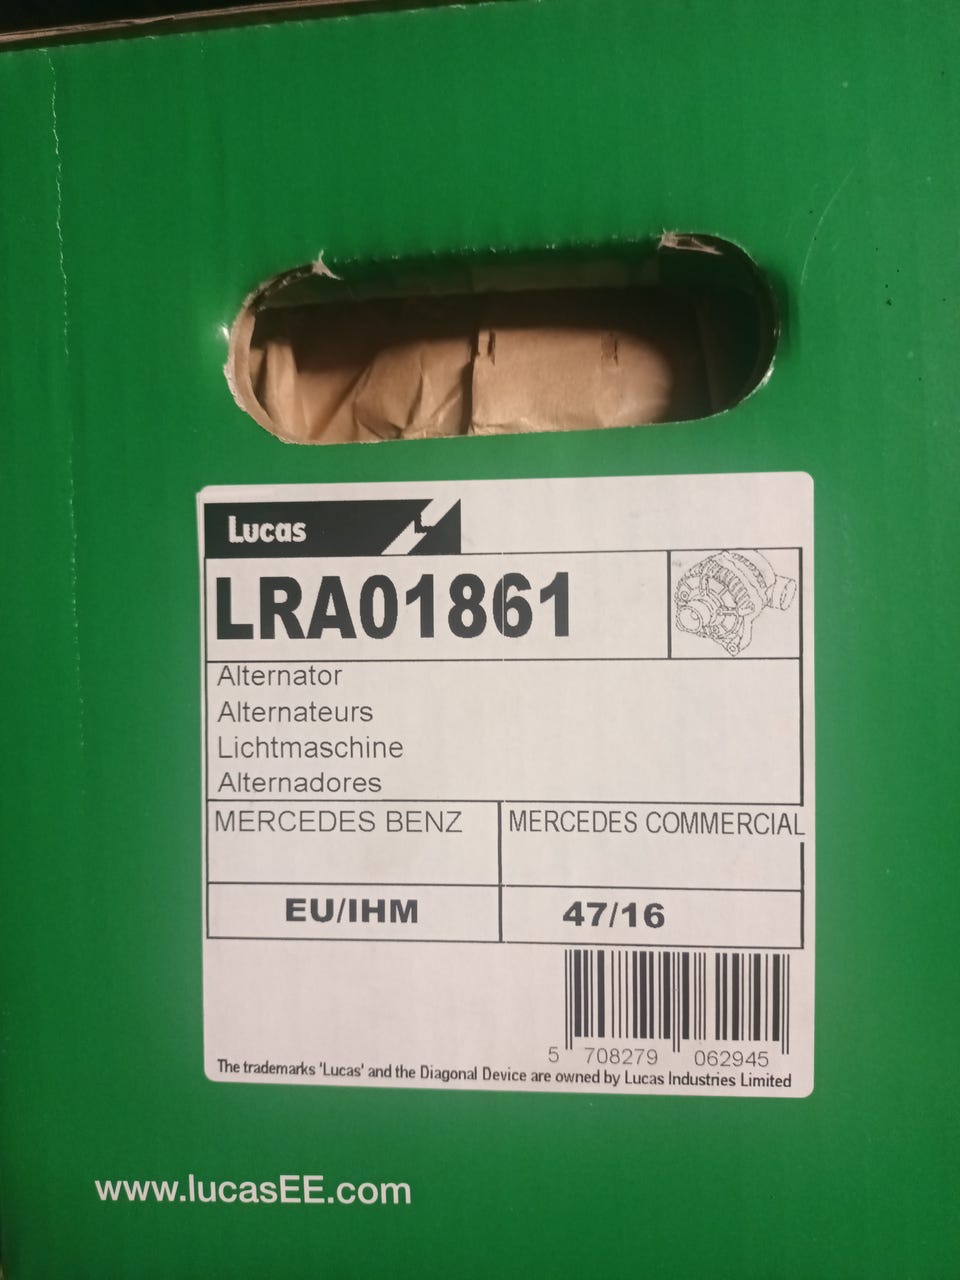 Lucas
LRA01861
Alternator
Alternateurs
Lichtmaschine
Alternadores
MERCEDES BENZ
MERCEDES COMMERCIAL
EU/IHM
47/16
5 708279 062945
The trademarks 'Lucas' and the Diagonal Device are owned by Lucas Industries Limited
www.lucasEE.com